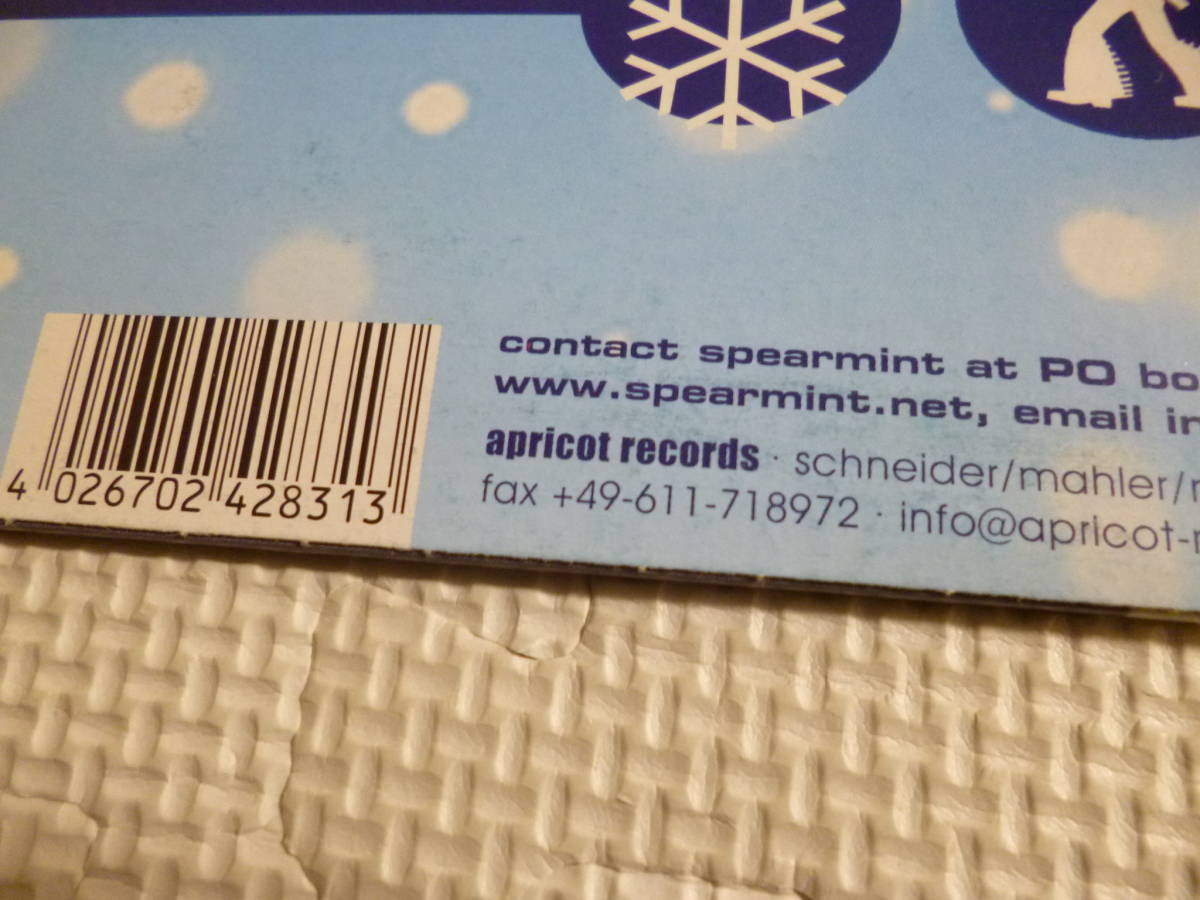 contact spearmint at PO
www.spearmint.net, email
apricot records · schneider/mahler/
fax +49-611-718972 · info@apricot-
4 026702 428313